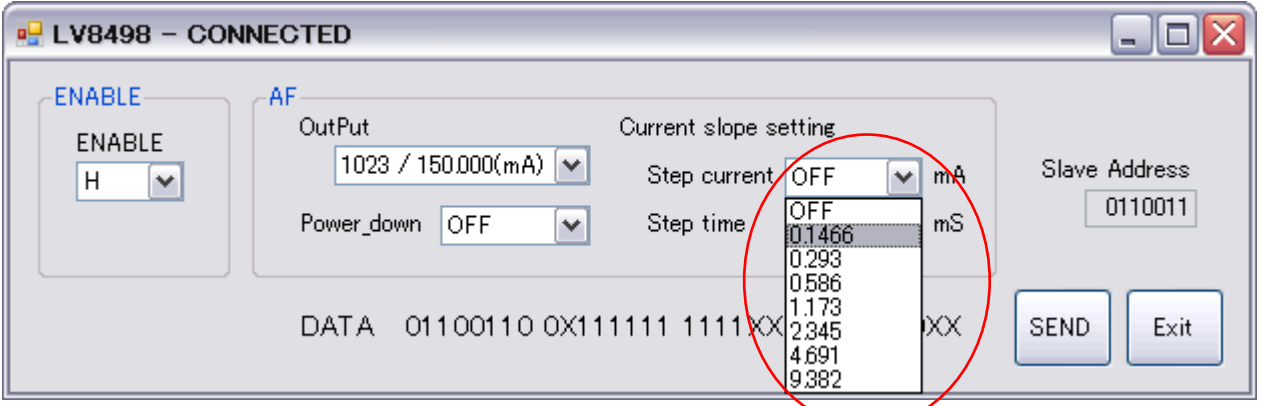 LV8498 - CONNECTED
ENABLE
ENABLE
H
AF
OutPut
1023 / 150.000(mA)
Power_down OFF
Current slope setting
Step current OFF mA
Step time mS
OFF
0.1466
0.293
0.586
1.173
2.345
4.691
9.382
Slave Address
0110011
DATA 01100110 0X111111 1111XX XX
SEND
Exit